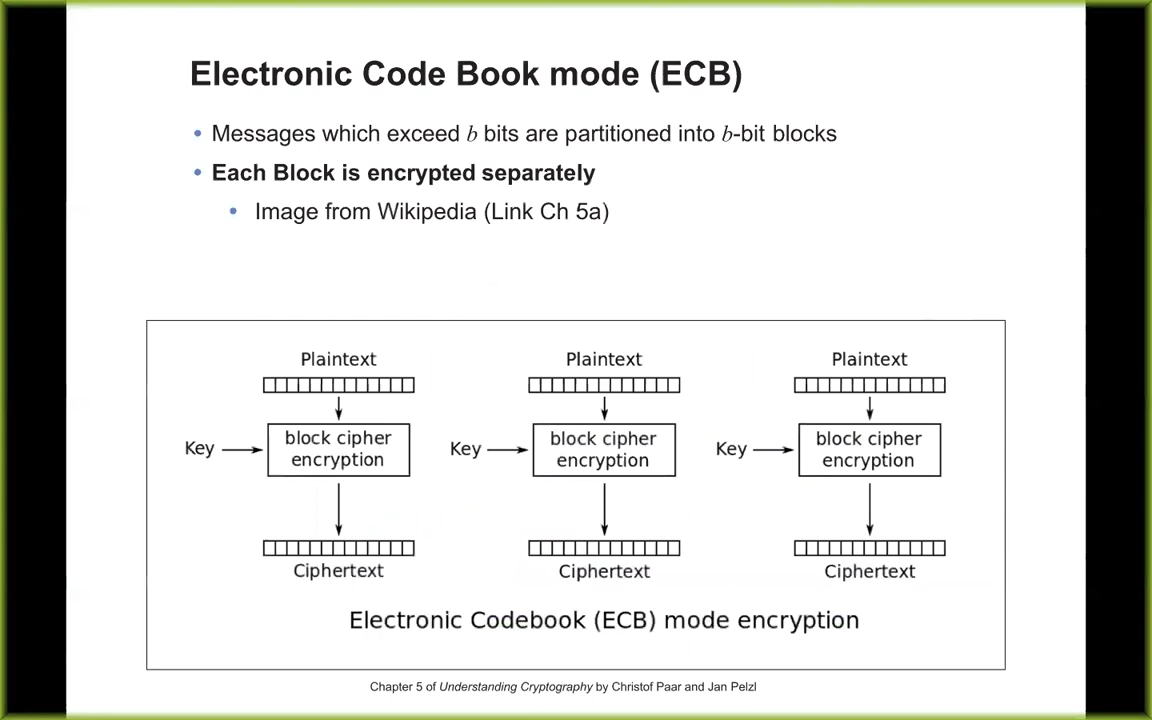 Electronic Code Book mode (ECB)
• Messages which exceed b bits are partitioned into b-bit blocks
• Each Block is encrypted separately
• Image from Wikipedia (Link Ch 5a)
Plaintext Plaintext Plaintext
Key block cipher encryption Key block cipher encryption Key block cipher encryption
Ciphertext Ciphertext Ciphertext
Electronic Codebook (ECB) mode encryption
Chapter 5 of Understanding Cryptography by Christof Paar and Jan Pelzl